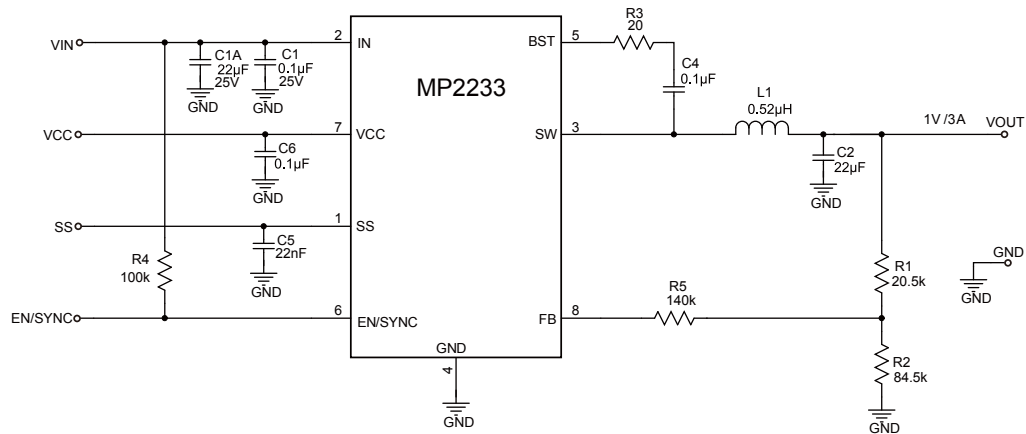 VIN
C1A
22µF
25V
GND
C1
0.1µF
25V
GND
2
IN
MP2233
BST
5
R3
20
C4
0.1µF
VCC
C6
0.1µF
GND
7
VCC
SW
3
L1
0.52µH
1V /3A
VOUT
C2
22µF
GND
SS
C5
22nF
GND
1
SS
R4
100k
R1
20.5k
GND
GND
EN/SYNC
6
EN/SYNC
FB
8
R5
140k
GND
4
GND
R2
84.5k
GND